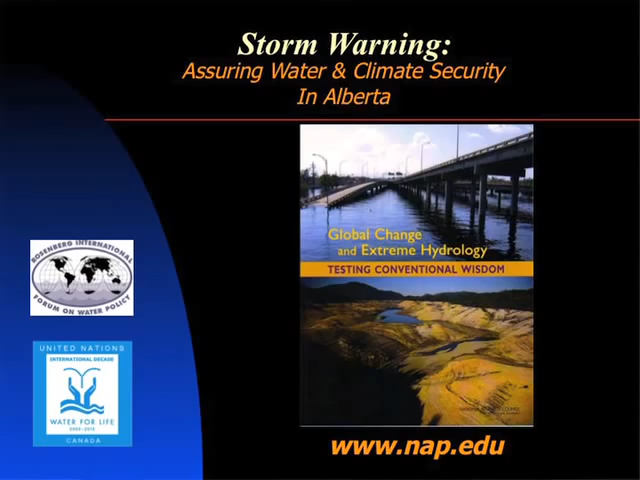 Storm Warning:
Assuring Water & Climate Security
In Alberta
Global Change
and Extreme Hydrology
TESTING CONVENTIONAL WISDOM
ROSENBERG INTERNATIONAL
FORUM ON WATER POLICY
UNITED NATIONS
INTERNATIONAL DECADE
WATER FOR LIFE
2005-2015
CANADA
www.nap.edu